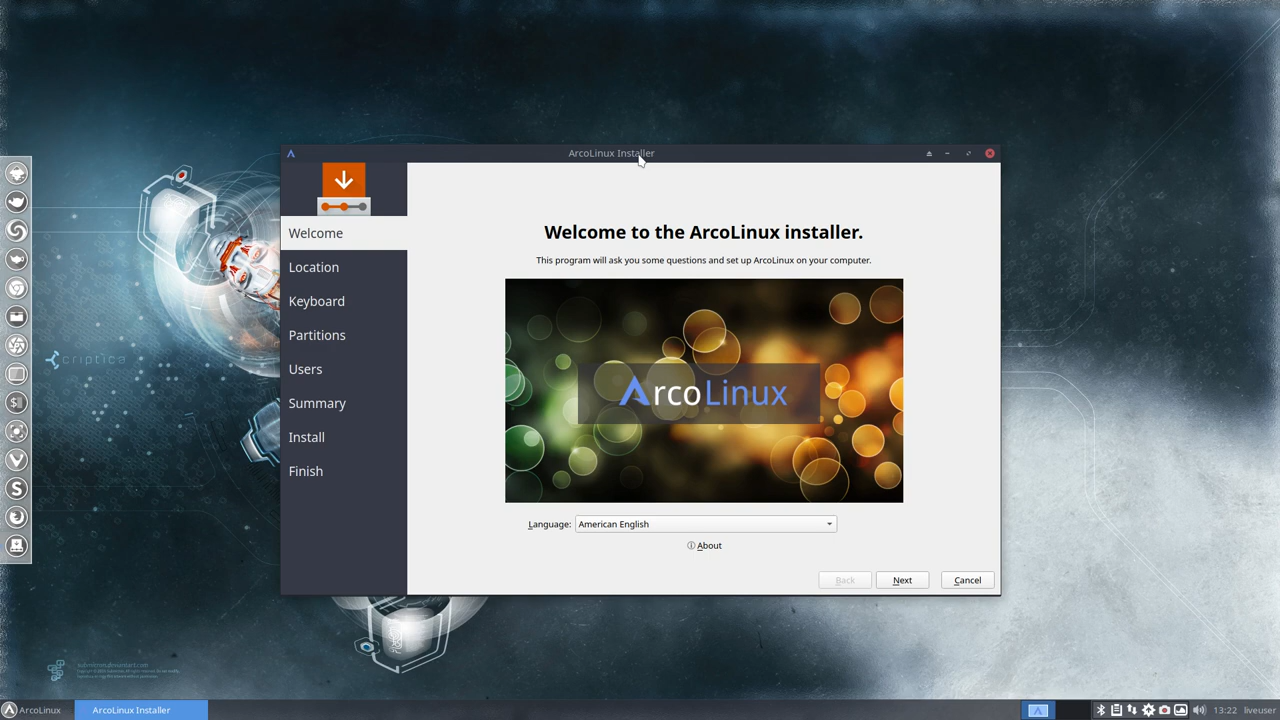 ArcoLinux Installer
Welcome
Location
Keyboard
Partitions
Users
Summary
Install
Finish
Welcome to the ArcoLinux installer.
This program will ask you some questions and set up ArcoLinux on your computer.
ArcoLinux
Language: American English
About
Back Next Cancel
criptica
ArcoLinux ArcoLinux Installer 13:22 liveuser